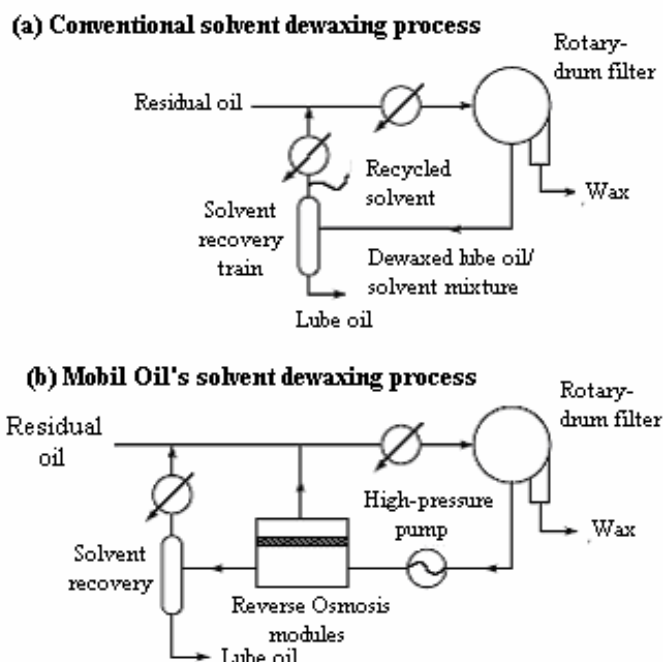 (a) Conventional solvent dewaxing process
Rotary-
drum filter
Residual oil
Recycled
solvent
Wax
Solvent
recovery
train
Dewaxed lube oil/
solvent mixture
Lube oil
(b) Mobil Oil's solvent dewaxing process
Rotary-
drum filter
Residual
oil
High-pressure
pump
Wax
Solvent
recovery
Reverse Osmosis
modules
Lube oil